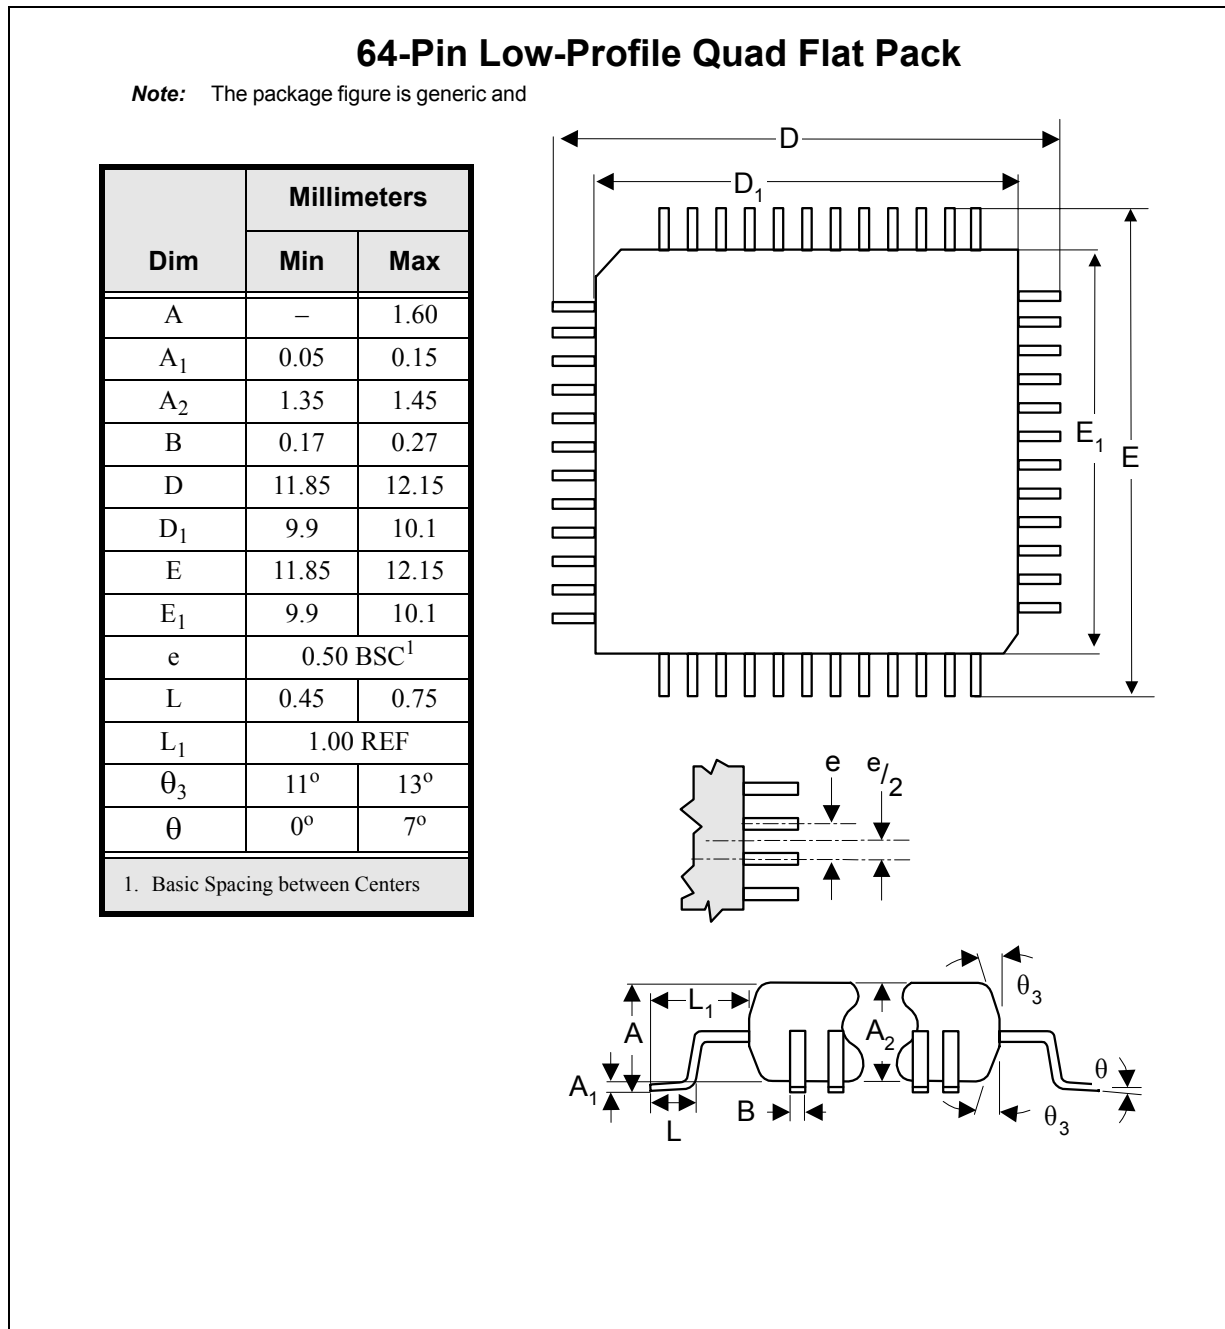 64-Pin Low-Profile Quad Flat Pack
Note: The package figure is generic and
Dim Millimeters
Min Max
A – 1.60
A1 0.05 0.15
A2 1.35 1.45
B 0.17 0.27
D 11.85 12.15
D1 9.9 10.1
E 11.85 12.15
E1 9.9 10.1
e 0.50 BSC1
L 0.45 0.75
L1 1.00 REF
θ3 11o 13o
θ 0o 7o
1. Basic Spacing between Centers
D
D1
E1
E
e
e/2
A
L1
A2
θ3
A1
L
B
θ
θ3